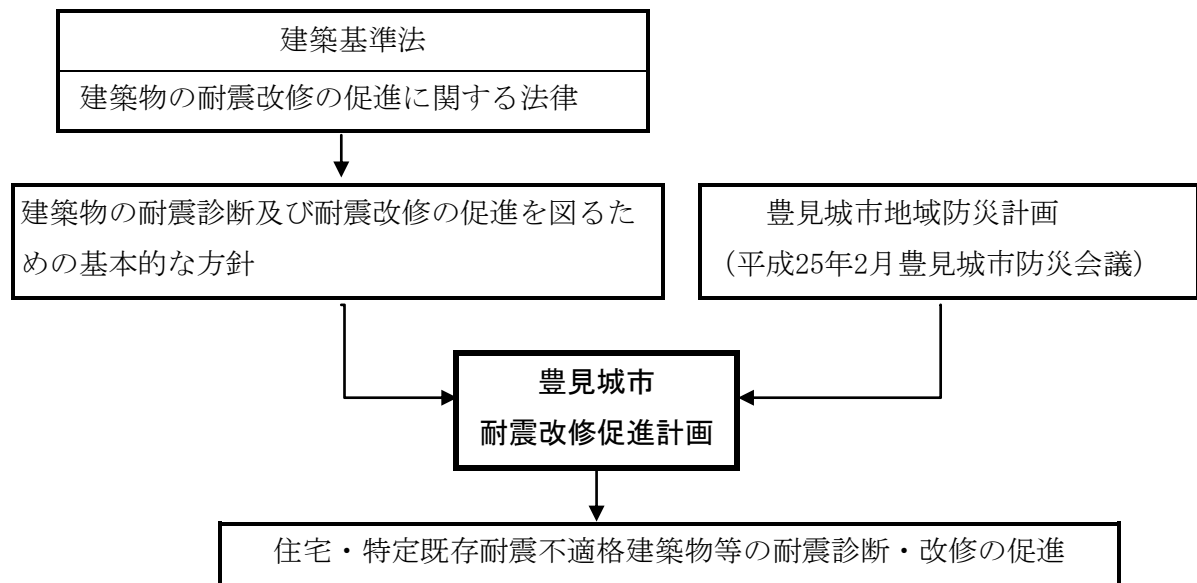 建築基準法
建築物の耐震改修の促進に関する法律
建築物の耐震診断及び耐震改修の促進を図るた
めの基本的な方針
豊見城市地域防災計画
（平成25年2月豊見城市防災会議）
豊見城市
耐震改修促進計画
住宅・特定既存耐震不適格建築物等の耐震診断・改修の促進